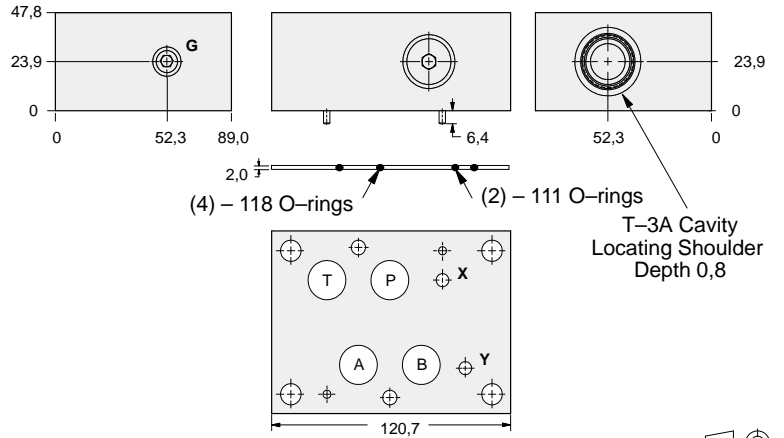 47,8
23,9
0
0
52,3
89,0
G
6,4
23,9
0
52,3
0
2,0
(4) – 118 O–rings
(2) – 111 O–rings
T–3A Cavity
Locating Shoulder
Depth 0,8
T
P
X
A
B
Y
120,7